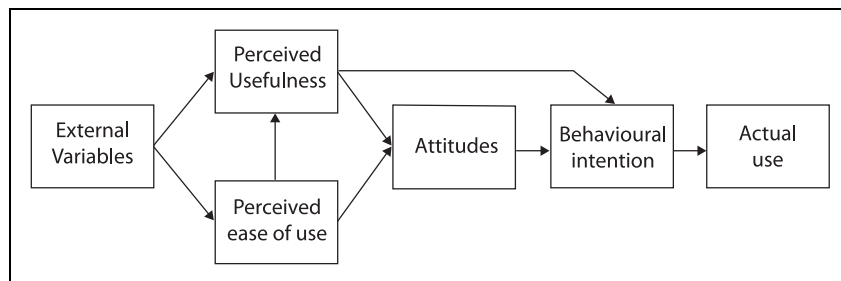 Perceived
Usefulness
External
Variables
Attitudes
Behavioural
intention
Actual
use
Perceived
ease of use